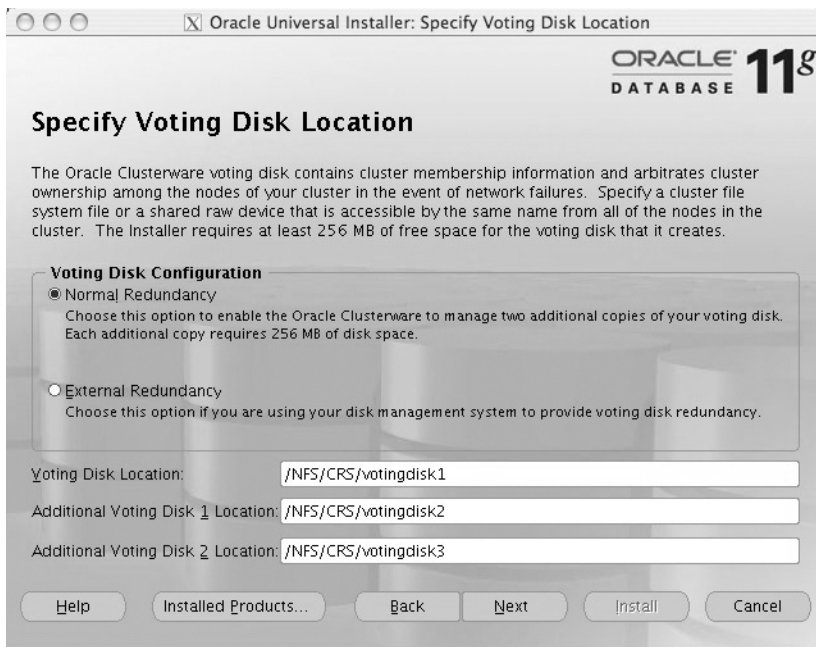 X Oracle Universal Installer: Specify Voting Disk Location
ORACLE®
DATABASE 11g
Specify Voting Disk Location
The Oracle Clusterware voting disk contains cluster membership information and arbitrates cluster
ownership among the nodes of your cluster in the event of network failures. Specify a cluster file
system file or a shared raw device that is accessible by the same name from all of the nodes in the
cluster. The Installer requires at least 256 MB of free space for the voting disk that it creates.
Voting Disk Configuration
Normal Redundancy
Choose this option to enable the Oracle Clusterware to manage two additional copies of your voting disk.
Each additional copy requires 256 MB of disk space.
External Redundancy
Choose this option if you are using your disk management system to provide voting disk redundancy.
Voting Disk Location: /NFS/CRS/votingdisk1
Additional Voting Disk 1 Location: /NFS/CRS/votingdisk2
Additional Voting Disk 2 Location: /NFS/CRS/votingdisk3
Help Installed Products... Back Next Install Cancel